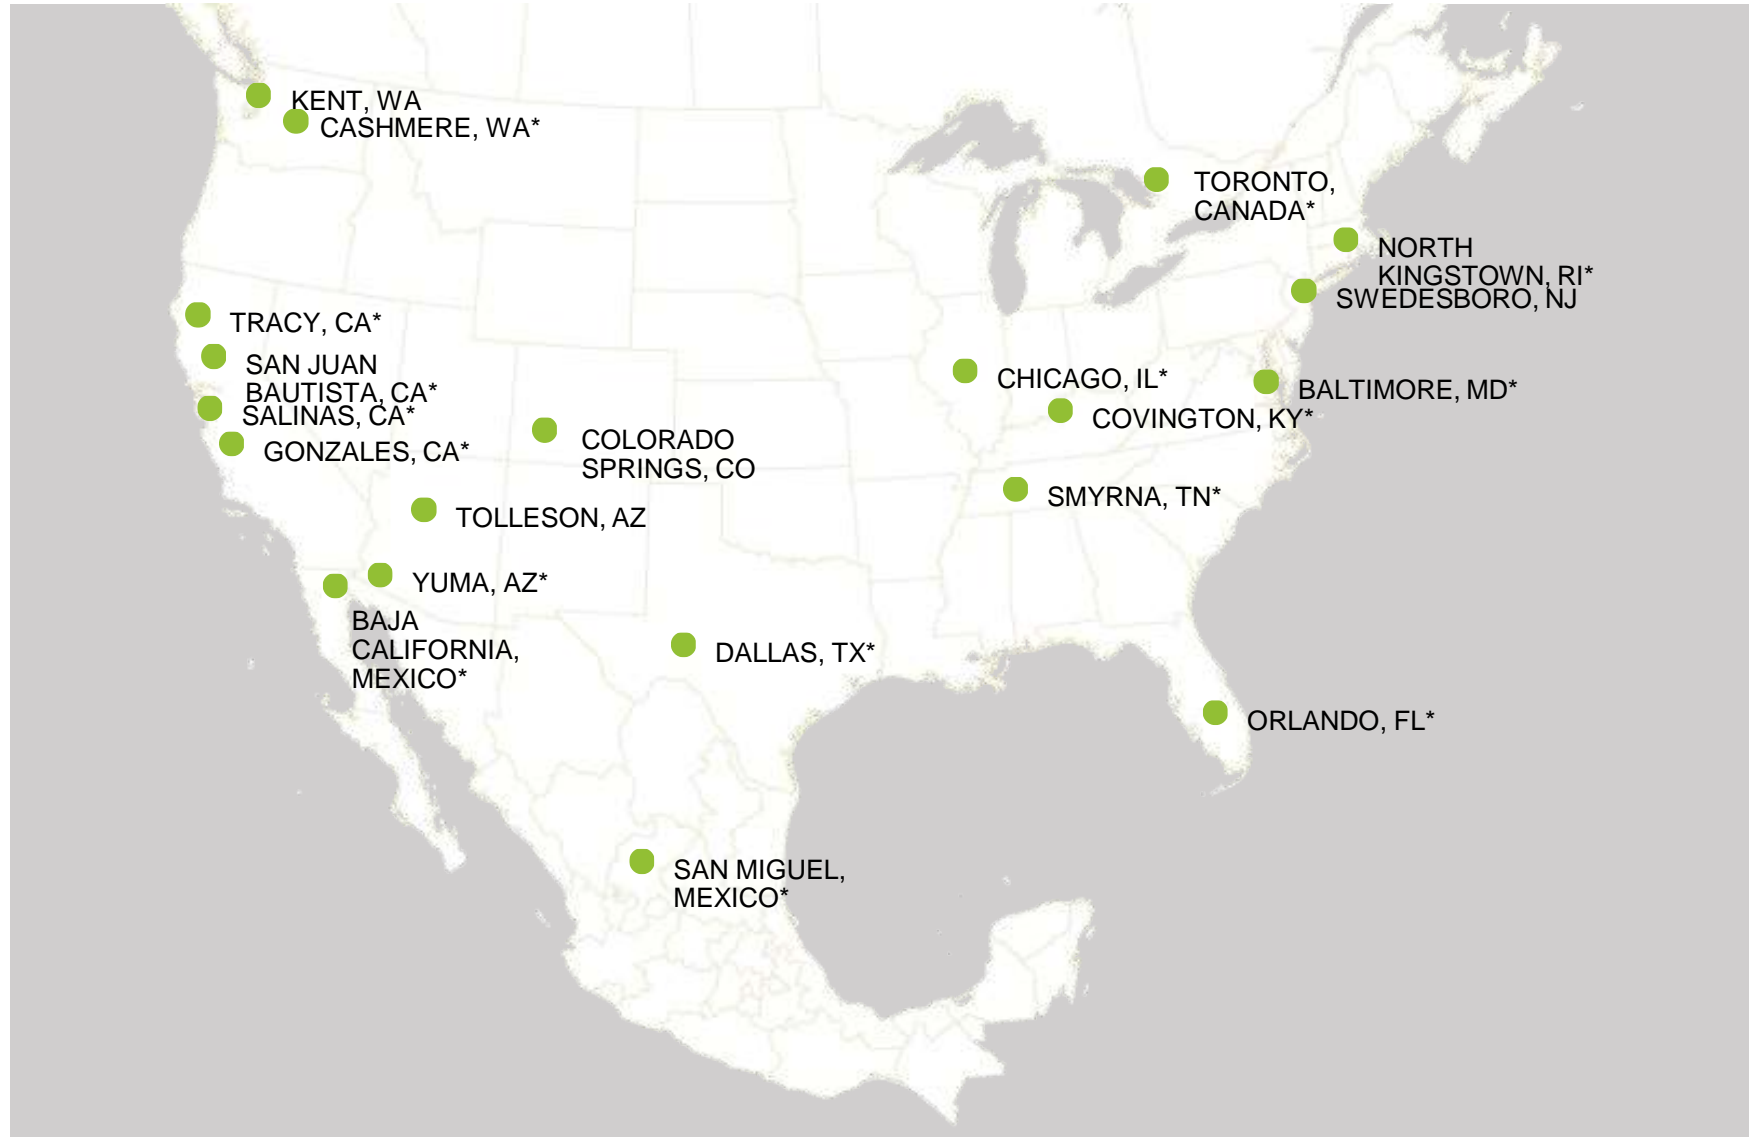 KENT, WA
CASHMERE, WA*
TORONTO,
CANADA*
NORTH
KINGSTOWN, RI*
SWEDESBORO, NJ
TRACY, CA*
SAN JUAN
BAUTISTA, CA*
SALINAS, CA*
GONZALES, CA*
CHICAGO, IL*
BALTIMORE, MD*
COVINGTON, KY*
COLORADO
SPRINGS, CO
SMYRNA, TN*
TOLLESON, AZ
YUMA, AZ*
BAJA
CALIFORNIA,
MEXICO*
DALLAS, TX*
ORLANDO, FL*
SAN MIGUEL,
MEXICO*